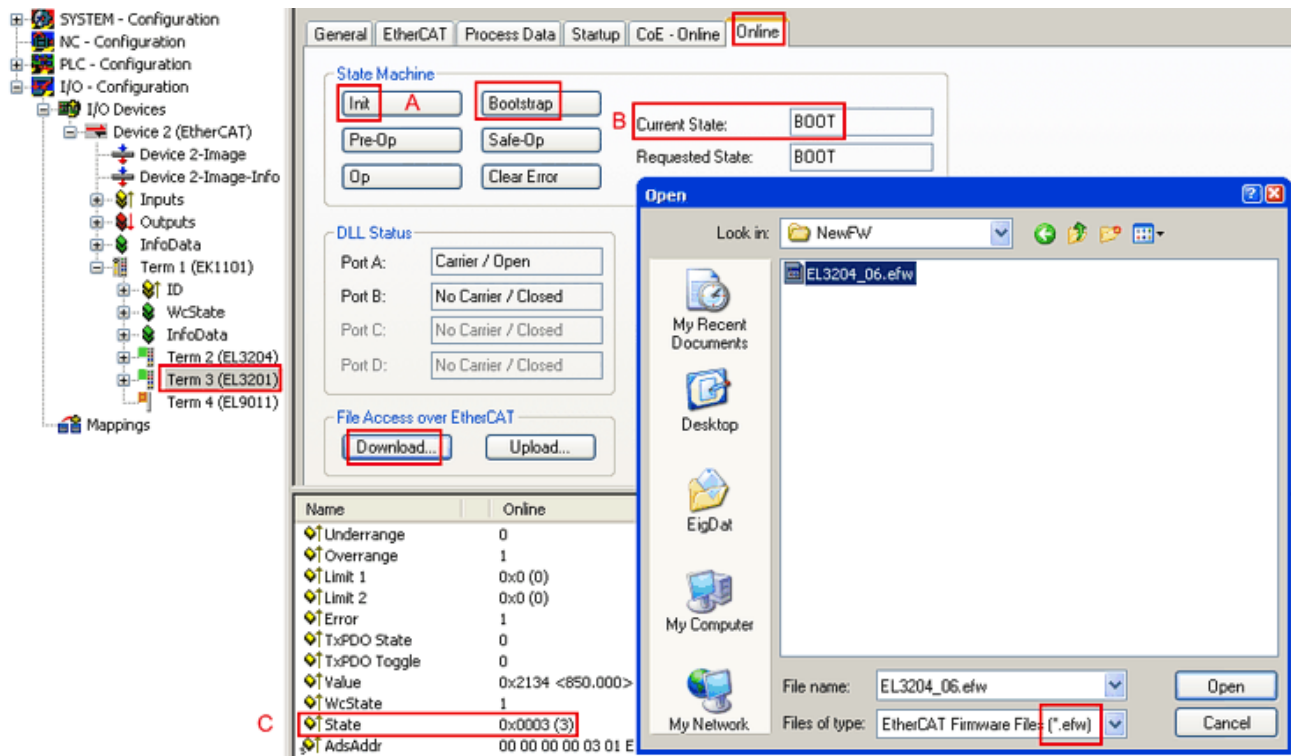 SYSTEM - Configuration
NC - Configuration
PLC - Configuration
I/O - Configuration
I/O Devices
Device 2 (EtherCAT)
Device 2-Image
Device 2-Image-Info
Inputs
Outputs
InfoData
Term 1 (EK1101)
ID
WcState
InfoData
Term 2 (EL3204)
Term 3 (EL3201)
Term 4 (EL9011)
Mappings
General EtherCAT Process Data Startup CoE - Online Online
State Machine
Init A Bootstrap
Pre-Op Safe-Op
Op Clear Error
B Current State: BOOT
Requested State: BOOT
DLL Status
Port A: Carrier / Open
Port B: No Carrier / Closed
Port C: No Carrier / Closed
Port D: No Carrier / Closed
File Access over EtherCAT
Download... Upload...
Name Online
Underrange 0
Overrange 1
Limit 1 0x0 (0)
Limit 2 0x0 (0)
Error 1
TxPDO State 0
TxPDO Toggle 0
Value 0x2134 <850.000>
WcState 1
C State 0x0003 (3)
AdsAddr 00 00 00 00 03 01 E
Open
Look in: NewFW
EL3204_06.efw
My Recent
Documents
Desktop
EigDat
My Computer
My Network
File name: EL3204_06.efw Open
Files of type: EtherCAT Firmware Files (*.efw) Cancel